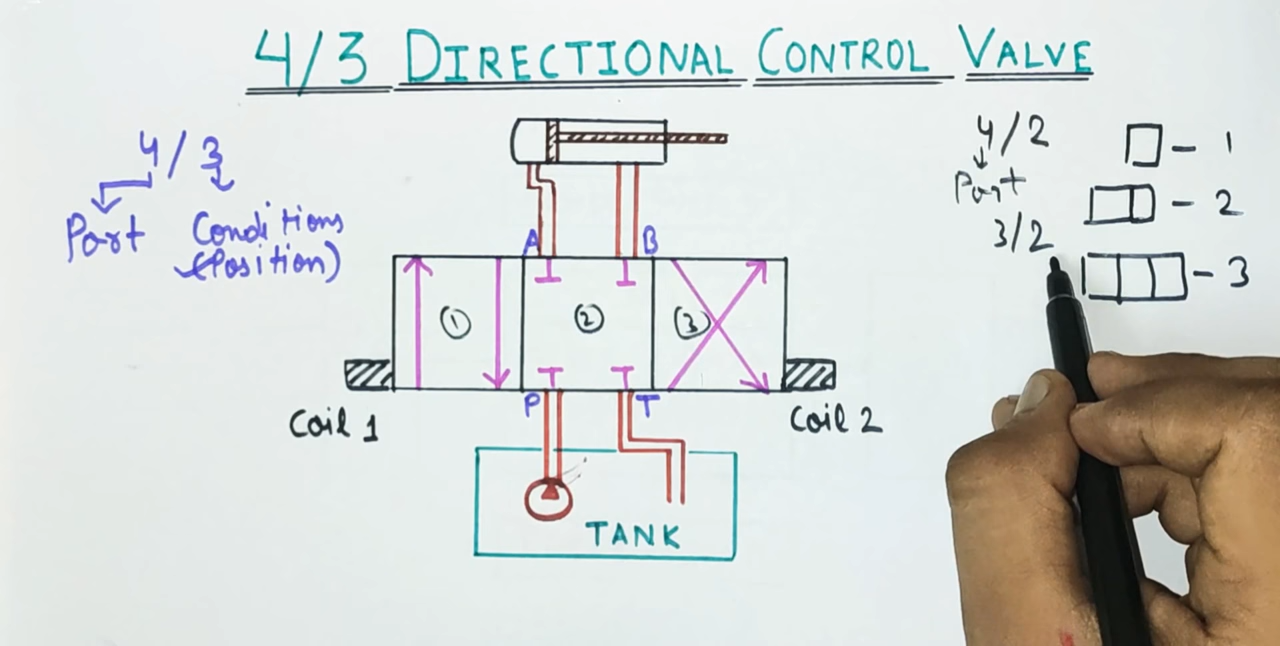 4/3 DIRECTIONAL CONTROL VALVE
4/3
Port Conditions
(Position)
4/2
Port
3/2
□ - 1
- 2
- 3
A B
1 2 3
P T
Coil 1
Coil 2
TANK